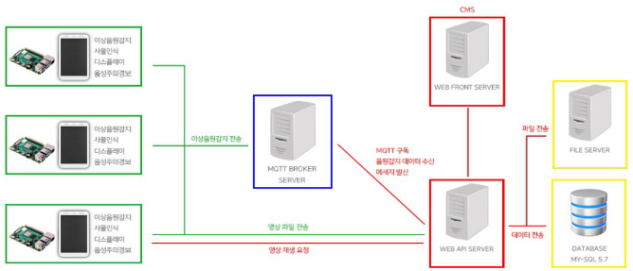 CMS
이상음원감지
사물인식
디스플레이
음성주의경보
WEB FRONT SERVER
이상음원감지
사물인식
디스플레이
음성주의경보
이상음원감지 전송
MQTT BROKER
SERVER
MQTT 구독
음원감지 데이터 수신
메세지 발신
파일 전송
FILE SERVER
이상음원감지
사물인식
디스플레이
음성주의경보
영상 파일 전송
영상 재생 요청
WEB API SERVER
데이터 전송
DATABASE
MY-SQL 5.7